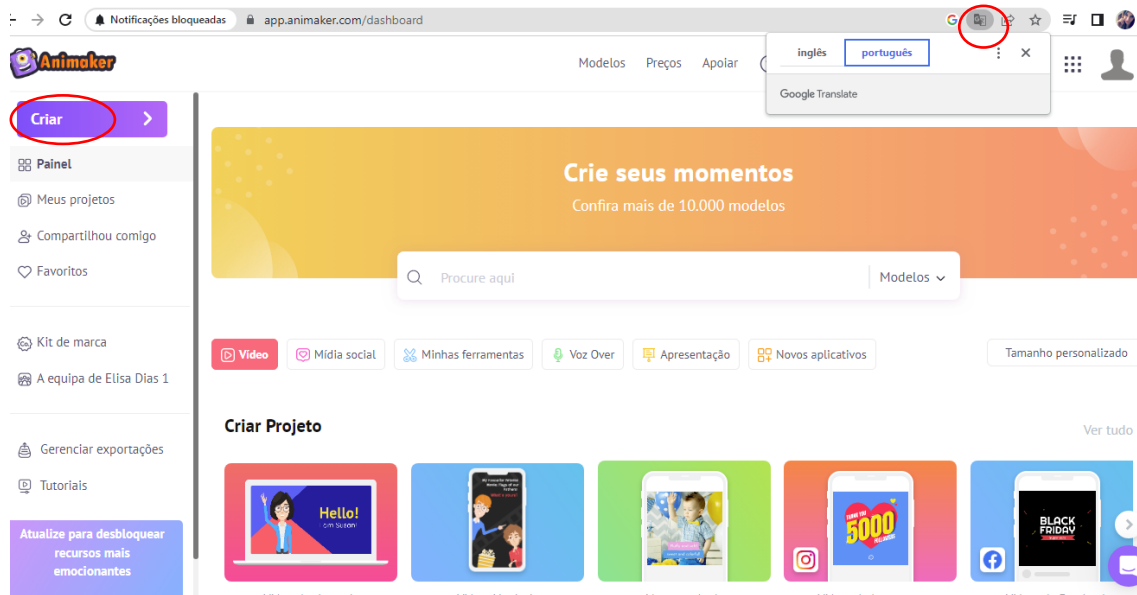 Notificações bloqueadas
app.animaker.com/dashboard
Animaker
Modelos Preços Apoiar
inglês português
Google Translate
Criar
Painel
Meus projetos
Compartilhou comigo
Favoritos
Kit de marca
A equipa de Elisa Dias 1
Gerenciar exportações
Tutoriais
Atualize para desbloquear
recursos mais
emocionantes
Crie seus momentos
Confira mais de 10.000 modelos
Procure aqui
Modelos
Vídeo Mídia social Minhas ferramentas Voz Over Apresentação Novos aplicativos Tamanho personalizado
Criar Projeto
Ver tudo
Hello!
I am Susan!
THANK YOU
5000
FOLLOWERS
BLACK
FRIDAY